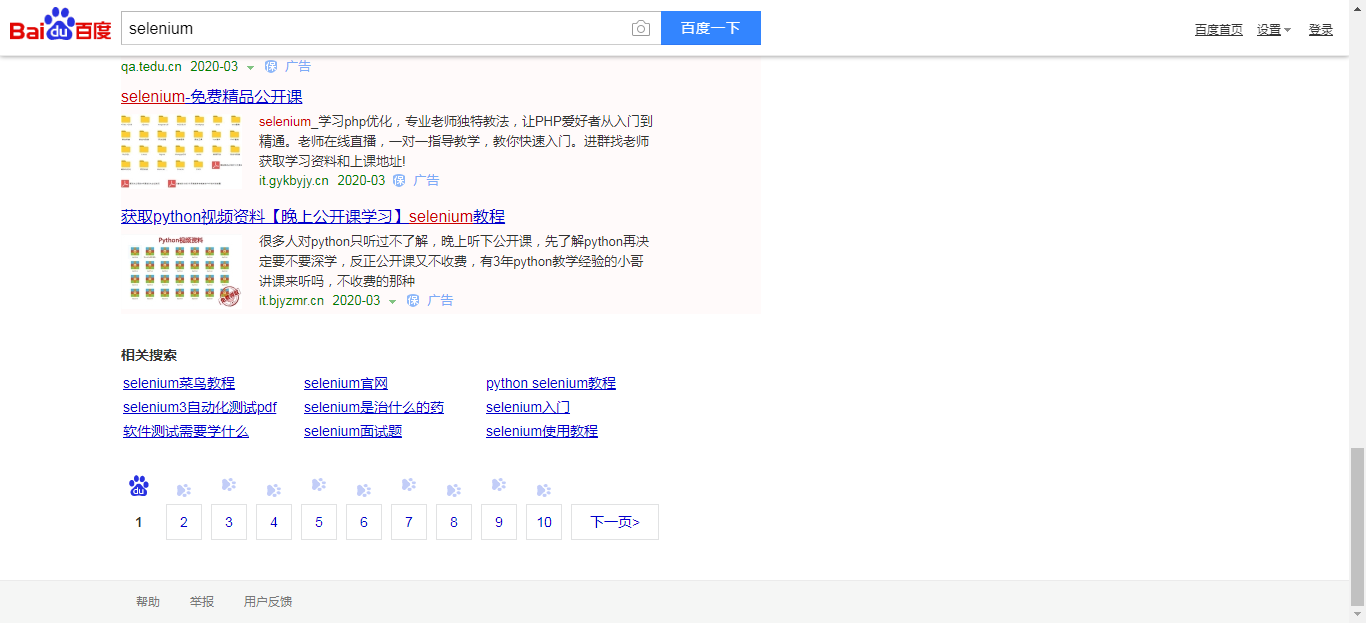 Bai du 百度 selenium 百度一下 百度首页 设置 登录
qa.tedu.cn 2020-03 保 广告
selenium-免费精品公开课
selenium_学习php优化，专业老师独特教法，让PHP爱好者从入门到
精通。老师在线直播，一对一指导教学，教你快速入门。进群找老师
获取学习资料和上课地址!
it.gykbyjy.cn 2020-03 保 广告
获取python视频资料【晚上公开课学习】selenium教程
Python视频资料
很多人对python只听过不了解，晚上听下公开课，先了解python再决
定要不要深学，反正公开课又不收费，有3年python教学经验的小哥
讲课来听吗，不收费的那种
it.bjyzmr.cn 2020-03 保 广告
相关搜索
selenium菜鸟教程 selenium官网 python selenium教程
selenium3自动化测试pdf selenium是治什么的药 selenium入门
软件测试需要学什么 selenium面试题 selenium使用教程
du
1 2 3 4 5 6 7 8 9 10 下一页>
帮助 举报 用户反馈